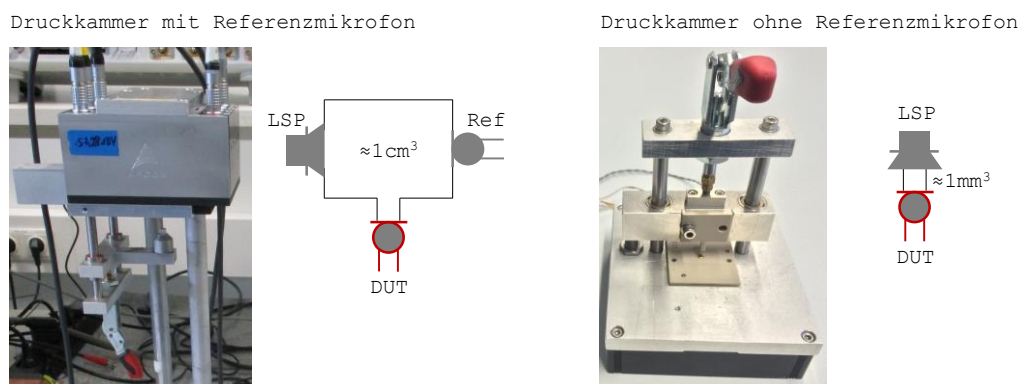 Druckkammer mit Referenzmikrofon
Druckkammer ohne Referenzmikrofon
LSP
Ref
≈1cm³
DUT
LSP
≈1mm³
DUT